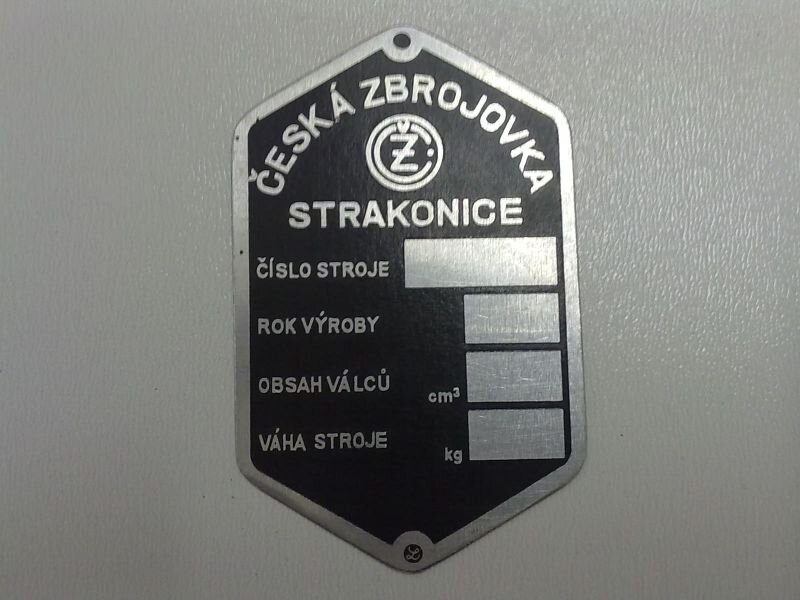 ČESKÁ ZBROJOVKA
ČZ
STRAKONICE
ČÍSLO STROJE
ROK VÝROBY
OBSAH VÁLCŮ cm³
VÁHA STROJE kg